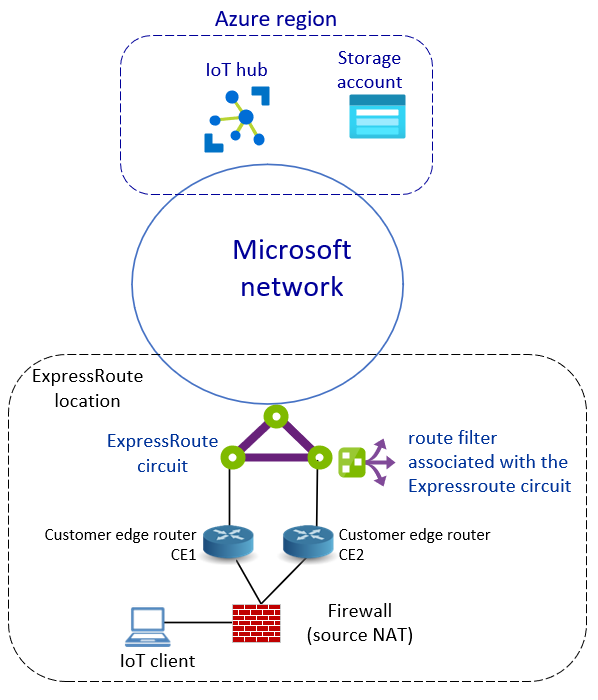 Azure region
IoT hub
Storage
account
Microsoft
network
ExpressRoute
location
ExpressRoute
circuit
route filter
associated with the
Expressroute circuit
Customer edge router
CE1
Customer edge router
CE2
Firewall
(source NAT)
IoT client